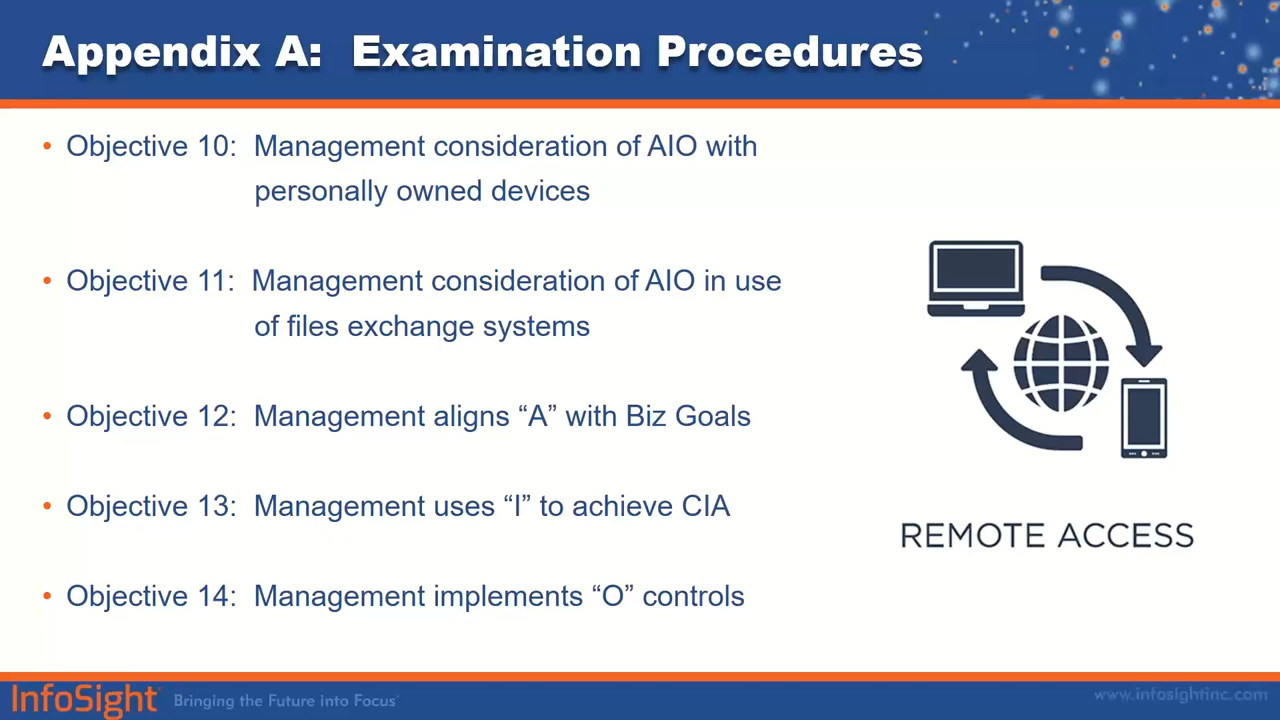 Appendix A: Examination Procedures
• Objective 10: Management consideration of AIO with
personally owned devices
• Objective 11: Management consideration of AIO in use
of files exchange systems
• Objective 12: Management aligns “A” with Biz Goals
• Objective 13: Management uses “I” to achieve CIA
• Objective 14: Management implements “O” controls
REMOTE ACCESS
InfoSight Bringing the Future into Focus
www.infosightinc.com